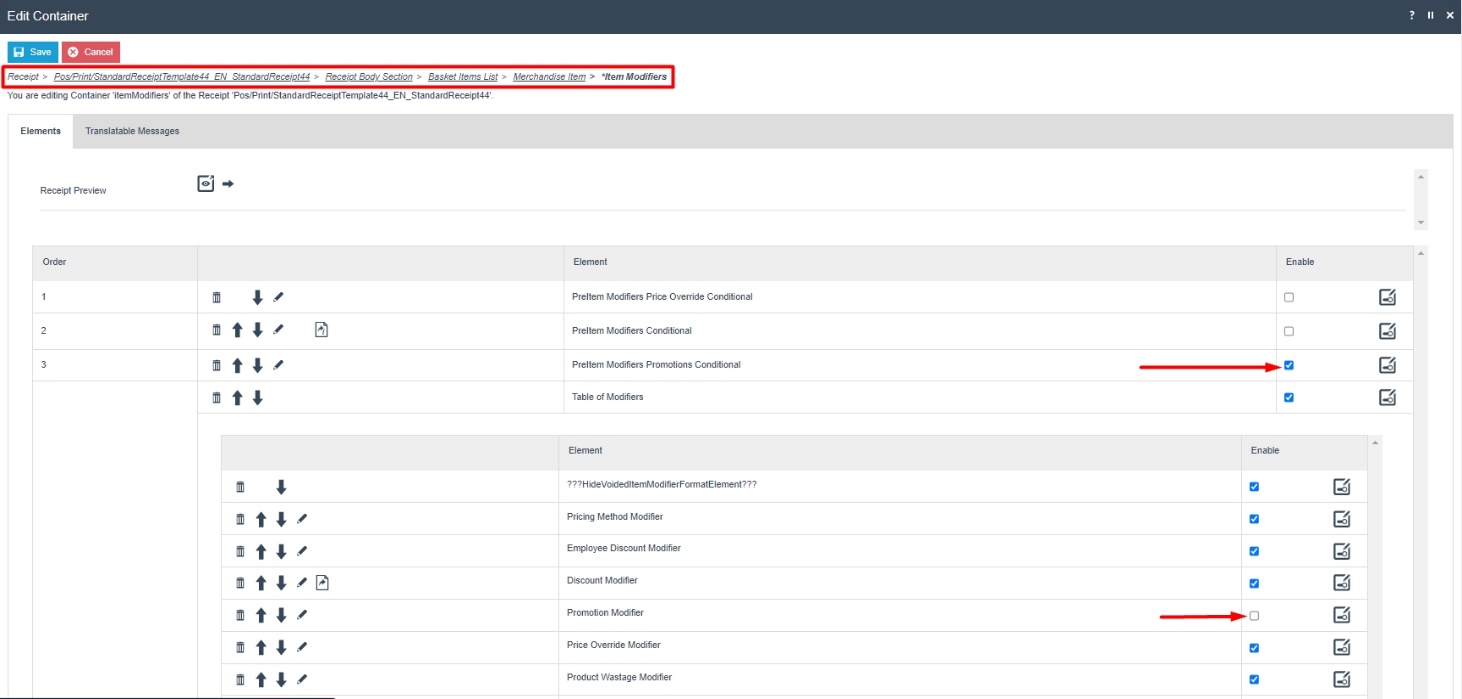 Edit Container
?
Save Cancel
Receipt > Pos/Print/StandardReceiptTemplate44_EN_StandardReceipt44 > Receipt Body Section > Basket Items List > Merchandise Item > *Item Modifiers
You are editing Container 'itemModifiers' of the Receipt 'Pos/Print/StandardReceiptTemplate44_EN_StandardReceipt44'.
Elements Translatable Messages
Receipt Preview
Order Element Enable
1 PreItem Modifiers Price Override Conditional
2 PreItem Modifiers Conditional
3 PreItem Modifiers Promotions Conditional
Table of Modifiers
Element Enable
???HideVoidedItemModifierFormatElement???
Pricing Method Modifier
Employee Discount Modifier
Discount Modifier
Promotion Modifier
Price Override Modifier
Product Wastage Modifier